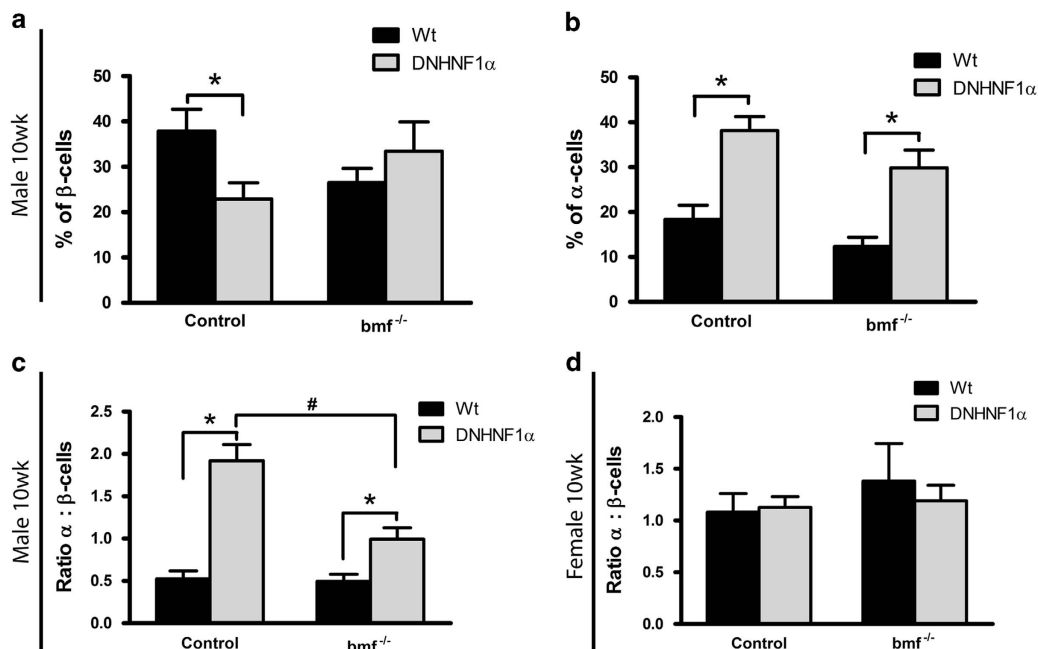 a
Male 10wk
% of β-cells
Wt
DNHNF1α
*
50
40
30
20
10
0
Control
bmf -/-
b
% of α-cells
Wt
DNHNF1α
*
*
50
40
30
20
10
0
Control
bmf -/-
c
Male 10wk
Ratio α : β-cells
Wt
DNHNF1α
*
#
*
2.5
2.0
1.5
1.0
0.5
0.0
Control
bmf -/-
d
Female 10wk
Ratio α : β-cells
Wt
DNHNF1α
2.0
1.5
1.0
0.5
0.0
Control
bmf -/-